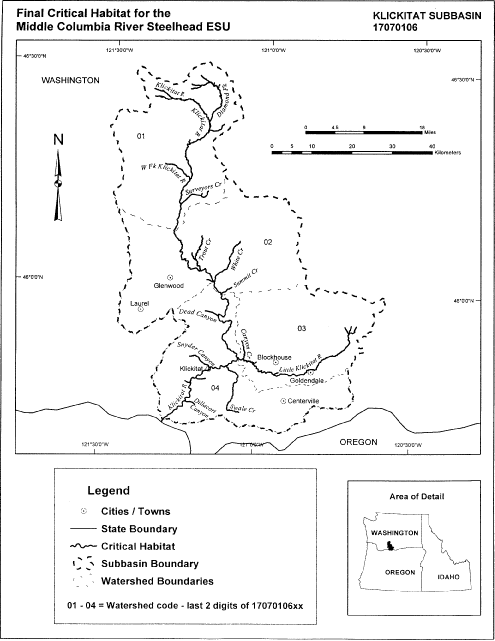 Final Critical Habitat for the
Middle Columbia River Steelhead ESU
KLICKITAT SUBBASIN
17070106
121°30'0"W
121°0'0"W
120°30'0"W
46°30'0"N
46°30'0"N
WASHINGTON
Klickitat R
Diamond Fk
Klickitat R
01
0 4.5 9 18
Miles
0 5 10 20 30 40
Kilometers
N
W Fk Klickitat R
Surveyors Cr
02
Trout Cr
White Cr
Summit Cr
Glenwood
46°0'0"N
46°0'0"N
Laurel
Dead Canyon
03
Canyon Cr
Snyder Canyon
Blockhouse
Little Klickitat R
Klickitat
Goldendale
04
Klickitat R
Dillacort
Canyon
Swale Cr
Centerville
OREGON
121°30'0"W
121°0'0"W
120°30'0"W
Legend
Cities / Towns
State Boundary
Critical Habitat
Subbasin Boundary
Watershed Boundaries
01 - 04 = Watershed code - last 2 digits of 17070106xx
Area of Detail
WASHINGTON
OREGON
IDAHO